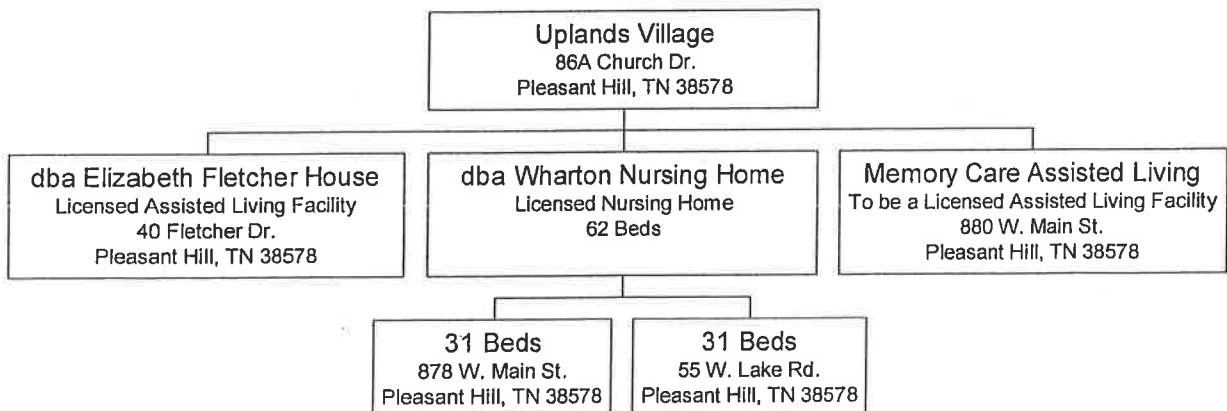 Uplands Village
86A Church Dr.
Pleasant Hill, TN 38578
dba Elizabeth Fletcher House
Licensed Assisted Living Facility
40 Fletcher Dr.
Pleasant Hill, TN 38578
dba Wharton Nursing Home
Licensed Nursing Home
62 Beds
Memory Care Assisted Living
To be a Licensed Assisted Living Facility
880 W. Main St.
Pleasant Hill, TN 38578
31 Beds
878 W. Main St.
Pleasant Hill, TN 38578
31 Beds
55 W. Lake Rd.
Pleasant Hill, TN 38578